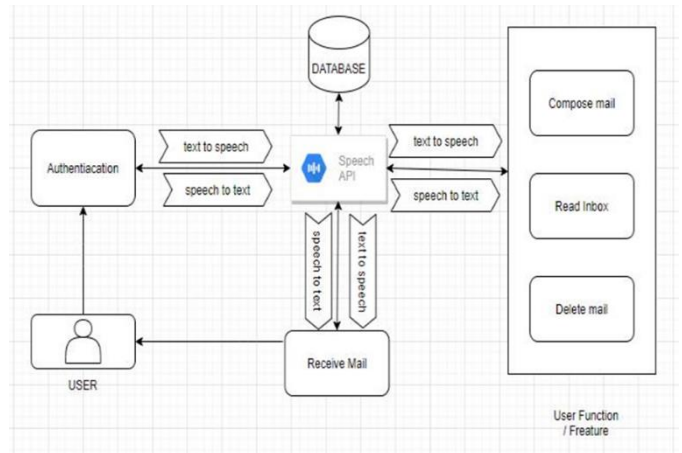 DATABASE
text to speech
text to speech
Compose mail
Authentiacation
Speech
API
speech to text
speech to text
Read Inbox
speech to text
text to speech
Delete mail
Receive Mail
USER
User Function
/ Freature